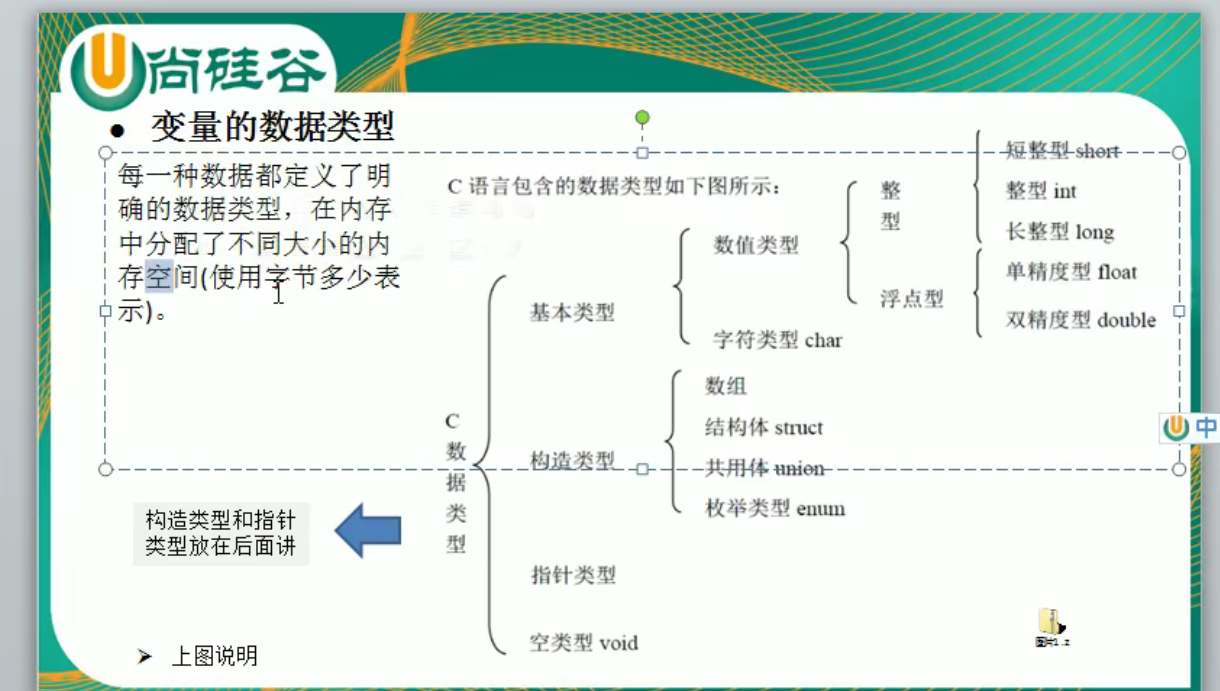 尚硅谷
● 变量的数据类型
每一种数据都定义了明
确的数据类型，在内存
中分配了不同大小的内
存空间(使用字节多少表
示)。
C 语言包含的数据类型如下图所示：
C
数
据
类
型
基本类型
数值类型
整
型
短整型 short
整型 int
长整型 long
浮点型
单精度型 float
双精度型 double
字符类型 char
构造类型
数组
结构体 struct
共用体 union
枚举类型 enum
指针类型
空类型 void
构造类型和指针
类型放在后面讲
➢ 上图说明
中